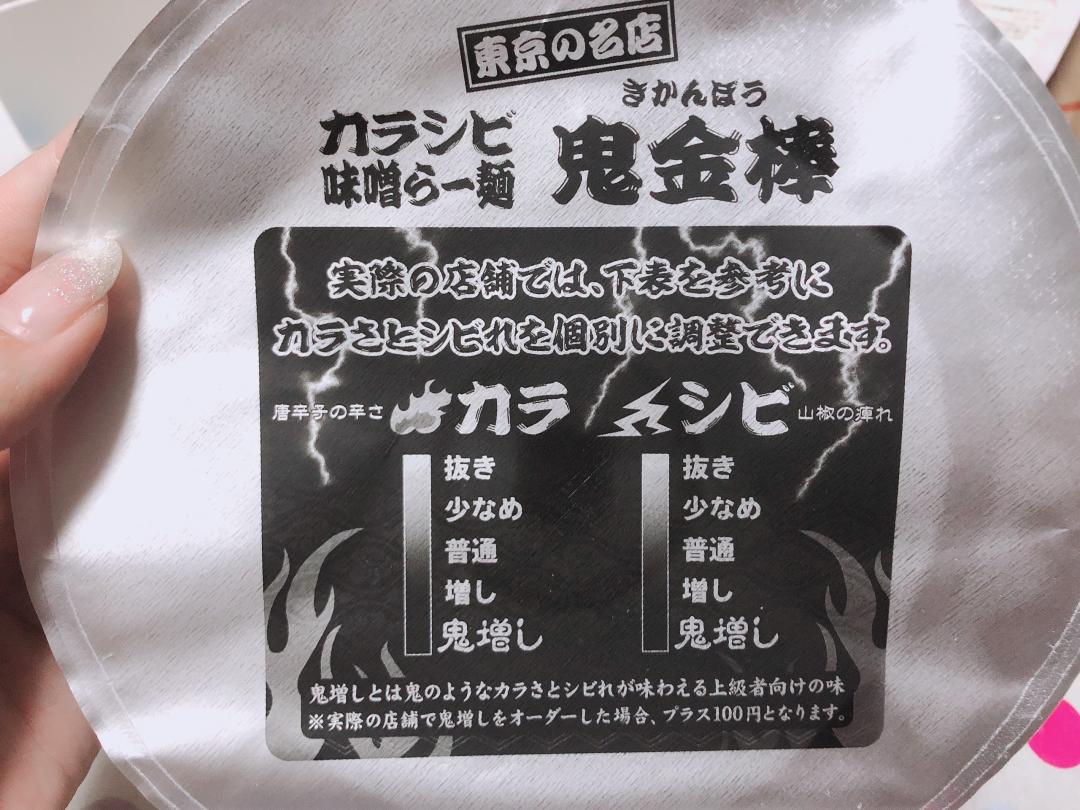 東京の名店
カラシビ
味噌らー麺
きかんぼう
鬼金棒
実際の店舗では、下表を参考に
カラさとシビれを個別に調整できます。
唐辛子の辛さ カラ
シビ 山椒の痺れ
抜き
少なめ
普通
増し
鬼増し
抜き
少なめ
普通
増し
鬼増し
鬼増しとは鬼のようなカラさとシビれが味わえる上級者向けの味
※実際の店舗で鬼増しをオーダーした場合、プラス100円となります。